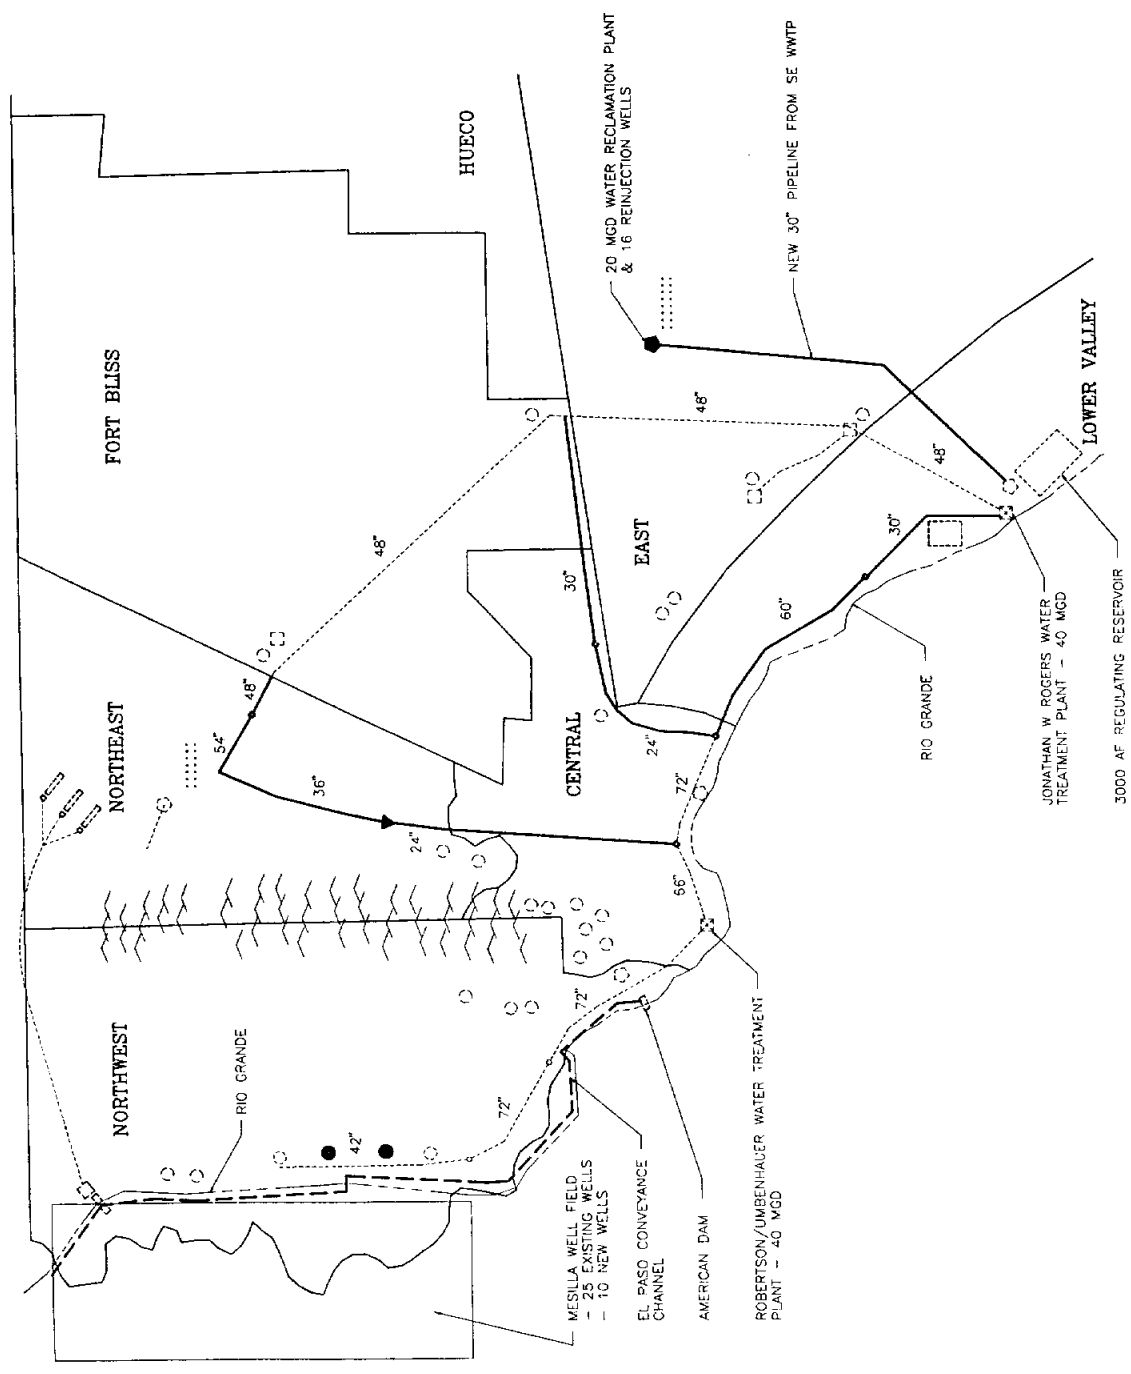 NORTHWEST
NORTHEAST
FORT BLISS
HUECO
CENTRAL
EAST
LOWER VALLEY
RIO GRANDE
42"
72"
72"
66"
72"
24"
36"
54"
48"
48"
30"
24"
60"
30"
48"
48"
20 MGD WATER RECLAMATION PLANT
& 16 REINJECTION WELLS
NEW 30" PIPELINE FROM SE WWTP
MESILLA WELL FIELD
- 25 EXISTING WELLS
- 10 NEW WELLS
EL PASO CONVEYANCE
CHANNEL
AMERICAN DAM
ROBERTSON/UMBENHAUER WATER TREATMENT
PLANT - 40 MGD
RIO GRANDE
JONATHAN W ROGERS WATER
TREATMENT PLANT - 40 MGD
3000 AF REGULATING RESERVOIR